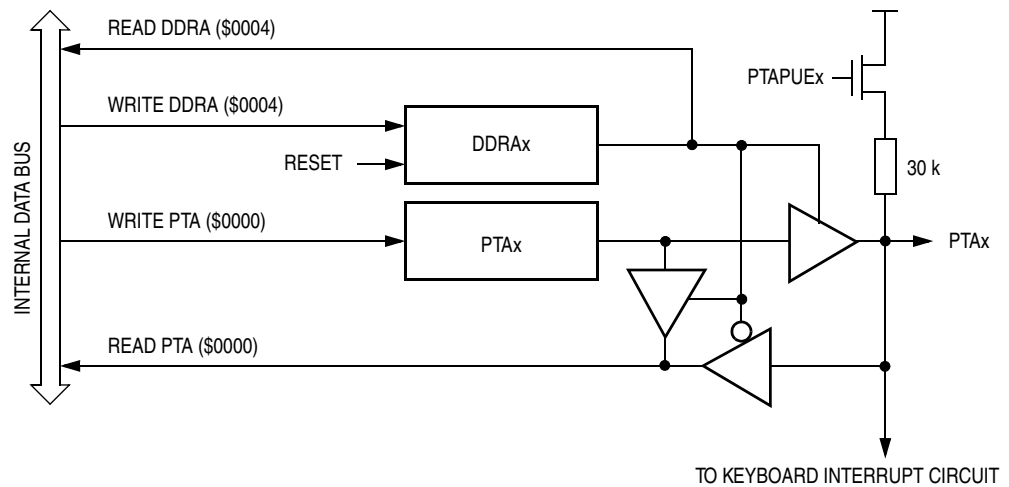 READ DDRA ($0004)
PTAPUEx
WRITE DDRA ($0004)
DDRAx
RESET
30 k
INTERNAL DATA BUS
WRITE PTA ($0000)
PTAx
PTAx
READ PTA ($0000)
TO KEYBOARD INTERRUPT CIRCUIT